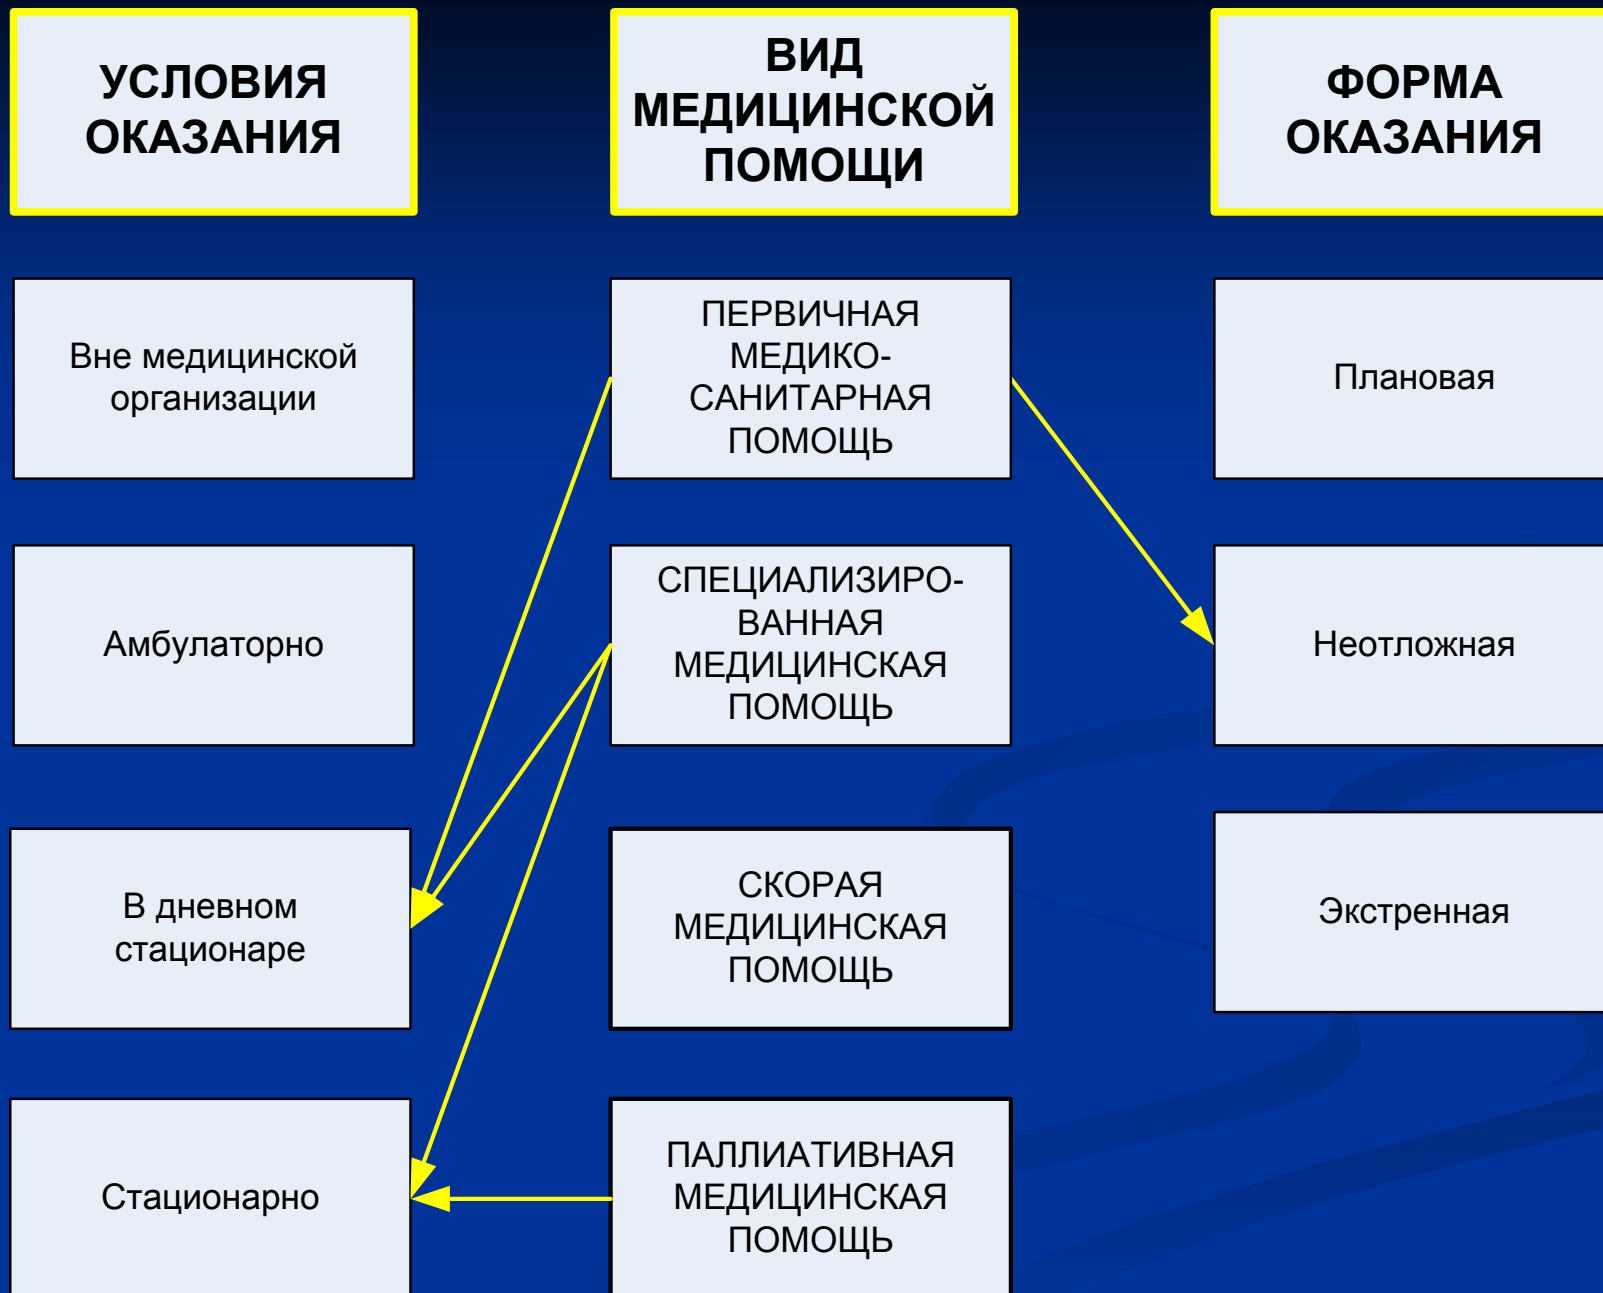 УСЛОВИЯ
ОКАЗАНИЯ
ВИД
МЕДИЦИНСКОЙ
ПОМОЩИ
ФОРМА
ОКАЗАНИЯ
Вне медицинской
организации
ПЕРВИЧНАЯ
МЕДИКО-
САНИТАРНАЯ
ПОМОЩЬ
Плановая
Амбулаторно
СПЕЦИАЛИЗИРО-
ВАННАЯ
МЕДИЦИНСКАЯ
ПОМОЩЬ
Неотложная
В дневном
стационаре
СКОРАЯ
МЕДИЦИНСКАЯ
ПОМОЩЬ
Экстренная
Стационарно
ПАЛЛИАТИВНАЯ
МЕДИЦИНСКАЯ
ПОМОЩЬ